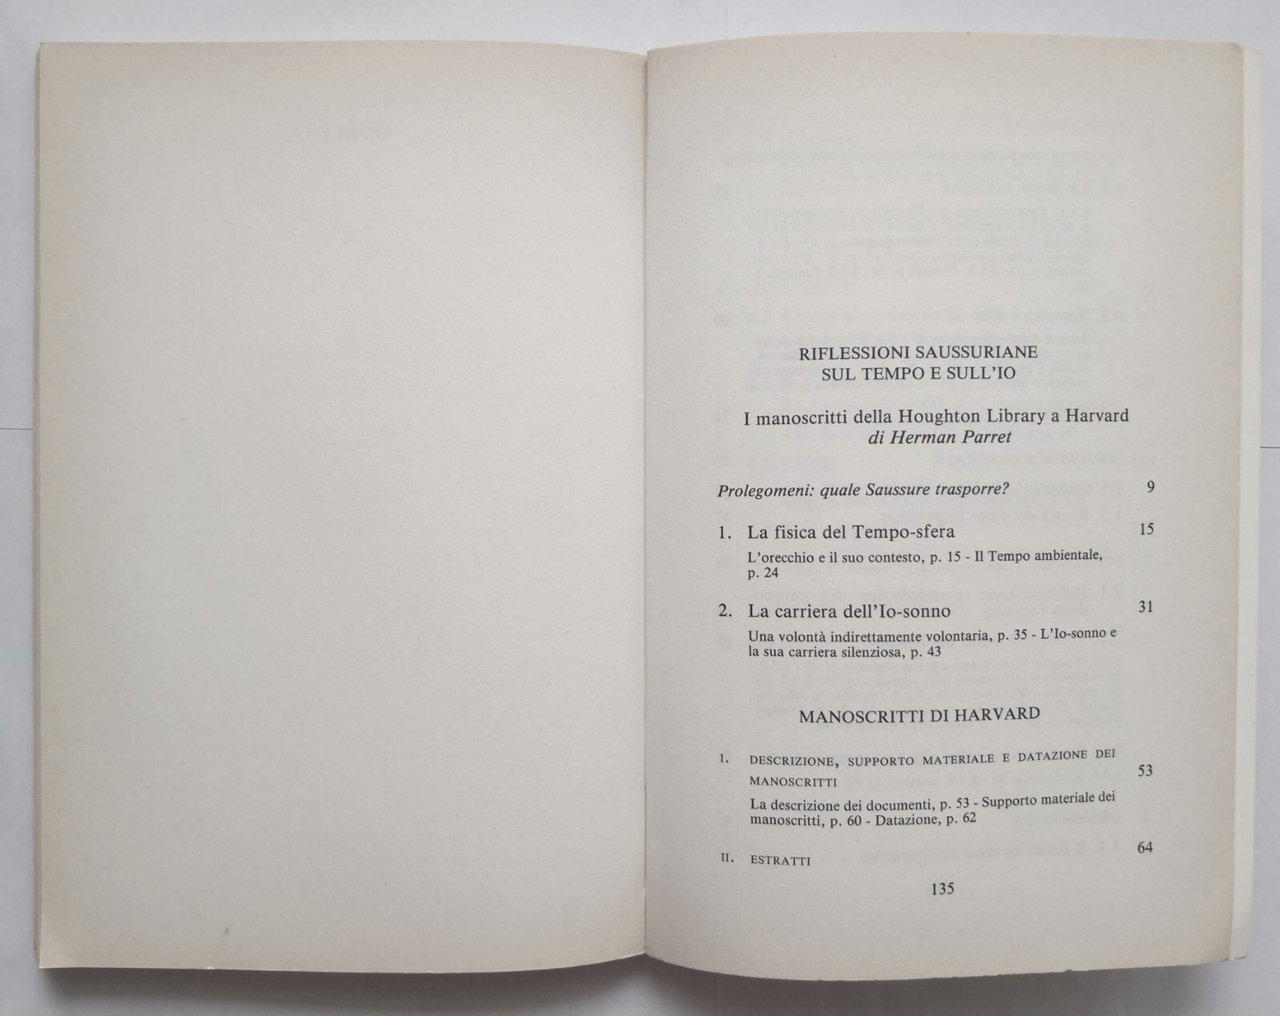 RIFLESSIONI SAUSSURIANE
SUL TEMPO E SULL'IO
I manoscritti della Houghton Library a Harvard
di Herman Parret
Prolegomeni: quale Saussure trasporre? 9
1. La fisica del Tempo-sfera 15
L'orecchio e il suo contesto, p. 15 - Il Tempo ambientale,
p. 24
2. La carriera dell'Io-sonno 31
Una volontà indirettamente volontaria, p. 35 - L'Io-sonno e
la sua carriera silenziosa, p. 43
MANOSCRITTI DI HARVARD
I. DESCRIZIONE, SUPPORTO MATERIALE E DATAZIONE DEI
MANOSCRITTI 53
La descrizione dei documenti, p. 53 - Supporto materiale dei
manoscritti, p. 60 - Datazione, p. 62
II. ESTRATTI 64
135